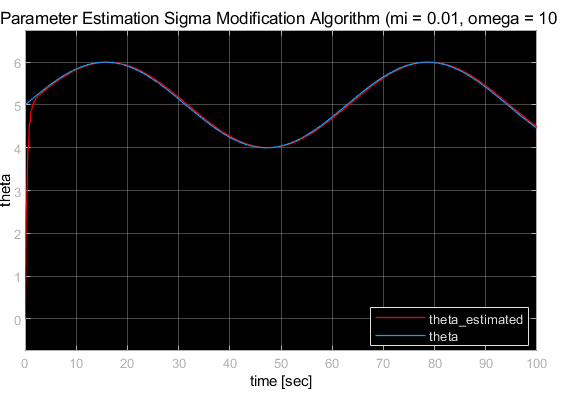 Parameter Estimation Sigma Modification Algorithm (mi = 0.01, omega = 10
6
5
4
3
2
1
0
theta
theta_estimated
theta
0 10 20 30 40 50 60 70 80 90 100
time [sec]